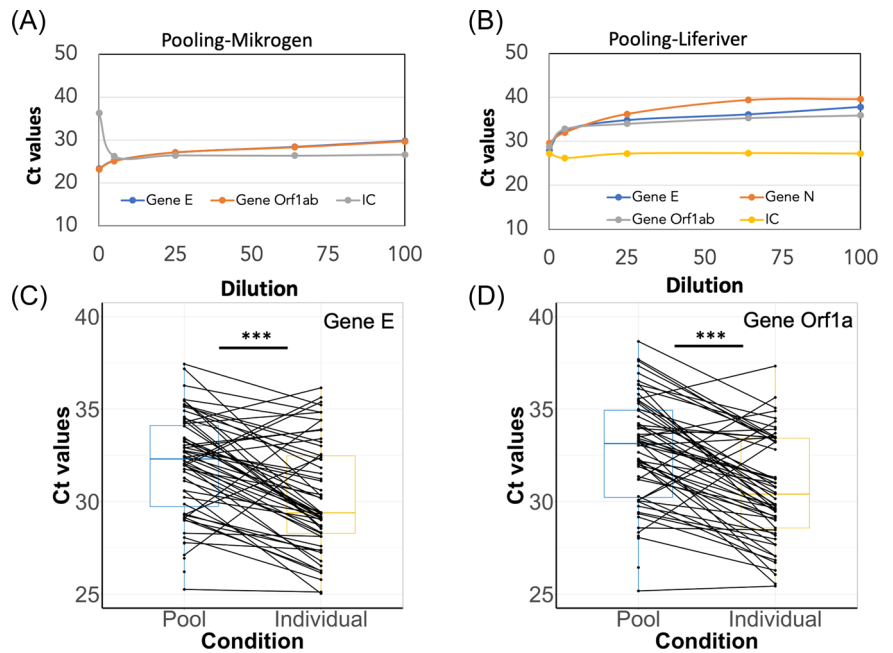 (A)
Pooling-Mikrogen
50
40
30
20
10
Ct values
Gene E Gene Orf1ab IC
0 25 50 75 100
Dilution
(B)
Pooling-Liferiver
50
40
30
20
10
Ct values
Gene E Gene N
Gene Orf1ab IC
0 25 50 75 100
Dilution
(C)
Gene E
***
40
35
30
25
Ct values
Pool Individual
Condition
(D)
Gene Orf1a
***
40
35
30
25
Ct values
Pool Individual
Condition